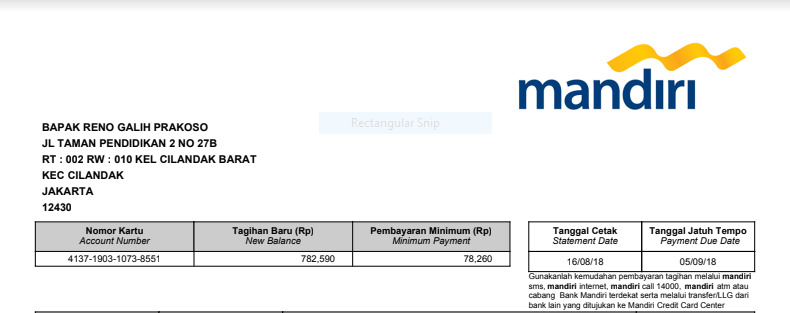 mandiri
Rectangular Snip
BAPAK RENO GALIH PRAKOSO
JL TAMAN PENDIDIKAN 2 NO 27B
RT : 002 RW : 010 KEL CILANDAK BARAT
KEC CILANDAK
JAKARTA
12430
Nomor Kartu Tagihan Baru (Rp) Pembayaran Minimum (Rp) Tanggal Cetak Tanggal Jatuh Tempo
Account Number New Balance Minimum Payment Statement Date Payment Due Date
4137-1903-1073-8551 782,590 78,260 16/08/18 05/09/18
Gunakanlah kemudahan pembayaran tagihan melalui mandiri
sms, mandiri internet, mandiri call 14000, mandiri atm atau
cabang Bank Mandiri terdekat serta melalui transfer/LLG dari
bank lain yang ditujukan ke Mandiri Credit Card Center